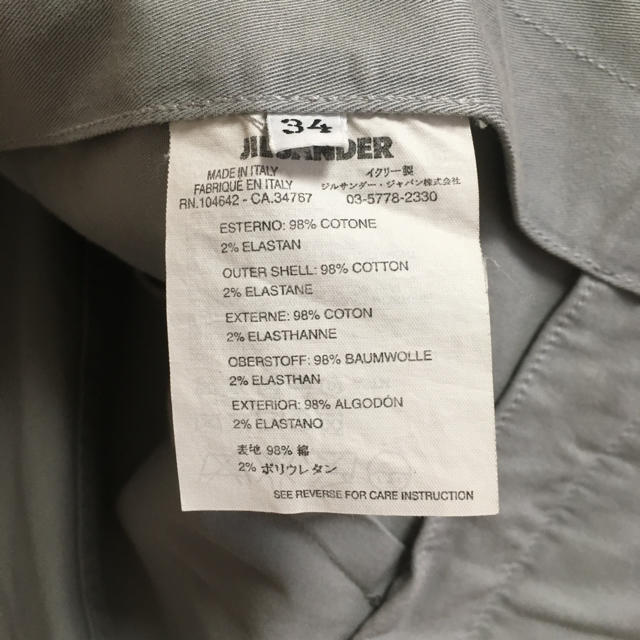 34
JIL SANDER
MADE IN ITALY
FABRIQUE EN ITALY
RN.104642 - CA.34767
イクリー製
ジルサンダー・ジャパン株式会社
03-5778-2330
ESTERNO: 98% COTONE
2% ELASTAN
OUTER SHELL: 98% COTTON
2% ELASTANE
EXTERNE: 98% COTON
2% ELASTHANNE
OBERSTOFF: 98% BAUMWOLLE
2% ELASTHAN
EXTERIOR: 98% ALGODÓN
2% ELASTANO
表地 98% 綿
2% ポリウレタン
SEE REVERSE FOR CARE INSTRUCTION